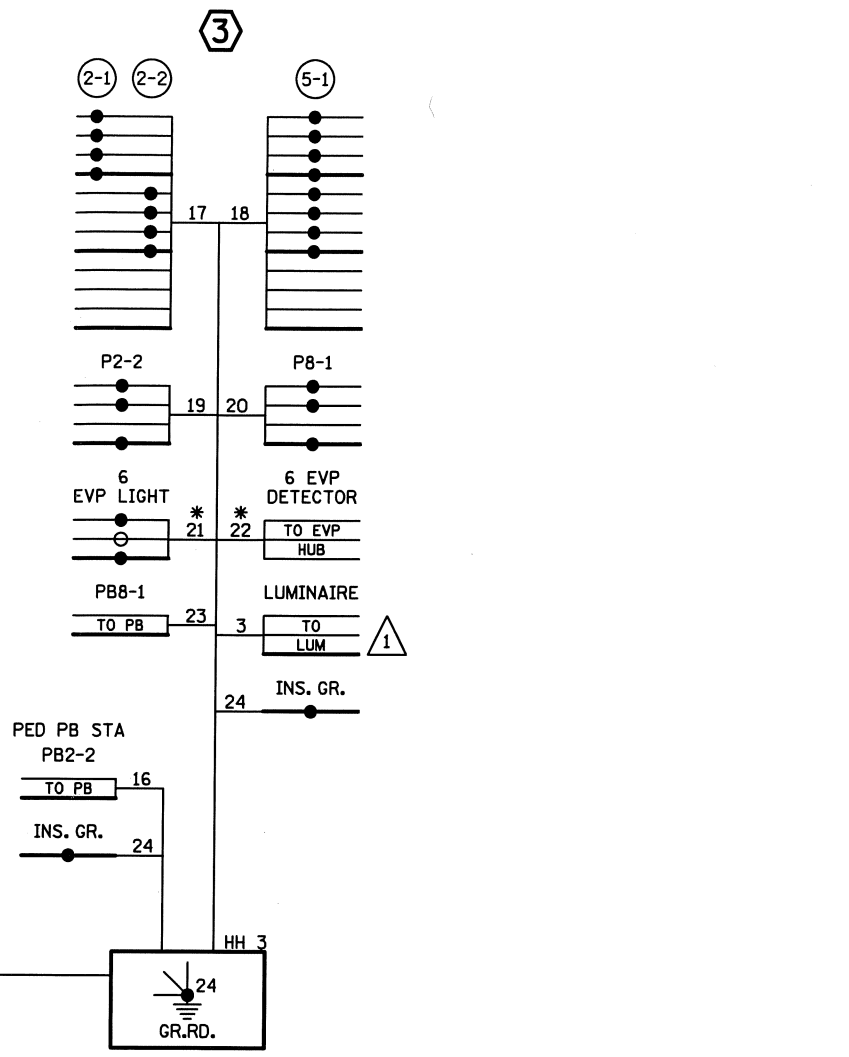 3
2-1 2-2 5-1
17 18
P2-2 P8-1
19 20
6 6 EVP
EVP LIGHT DETECTOR
* *
21 22 TO EVP
HUB
PB8-1 LUMINAIRE
TO PB 23 3 TO
LUM 1
24 INS. GR.
PED PB STA
PB2-2
TO PB 16
INS. GR.
24
HH 3
24
GR.RD.